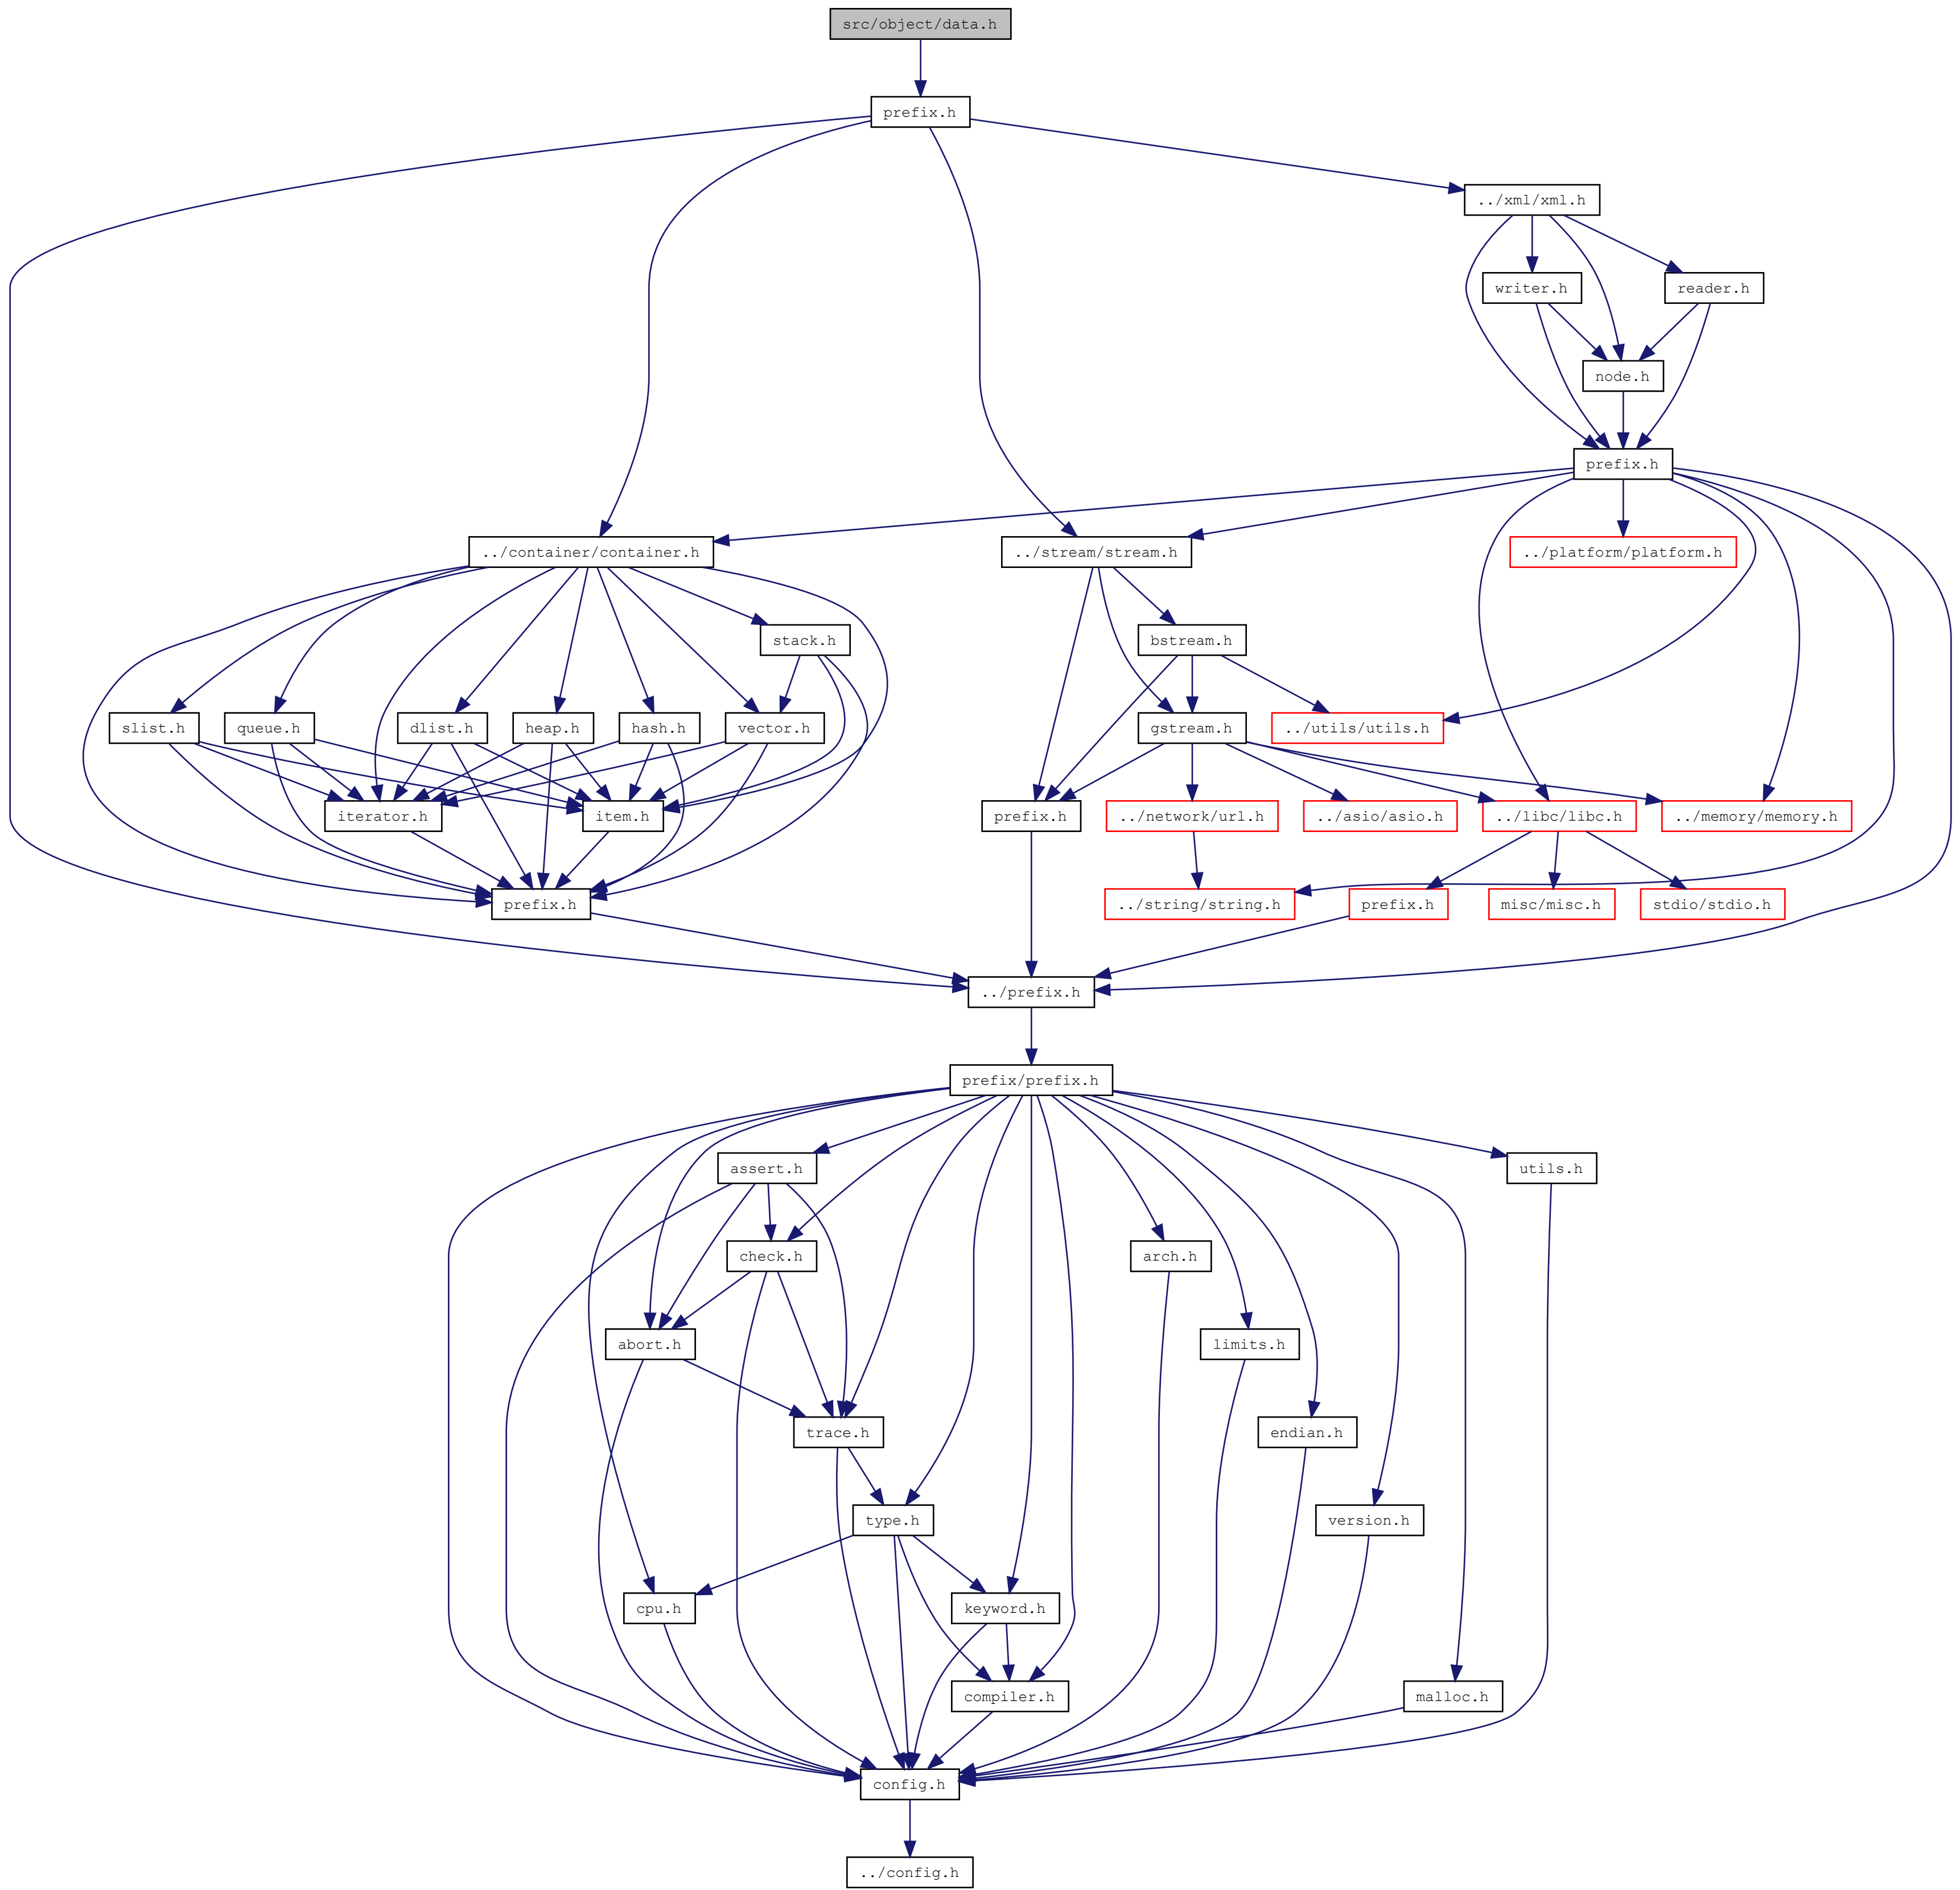 src/object/data.h
prefix.h
../xml/xml.h
writer.h
reader.h
node.h
prefix.h
../container/container.h
../stream/stream.h
../platform/platform.h
stack.h
bstream.h
slist.h
queue.h
dlist.h
heap.h
hash.h
vector.h
gstream.h
../utils/utils.h
iterator.h
item.h
prefix.h
../network/url.h
../asio/asio.h
../libc/libc.h
../memory/memory.h
prefix.h
../string/string.h
prefix.h
misc/misc.h
stdio/stdio.h
../prefix.h
prefix/prefix.h
assert.h
utils.h
check.h
arch.h
abort.h
limits.h
trace.h
endian.h
type.h
version.h
cpu.h
keyword.h
compiler.h
malloc.h
config.h
../config.h